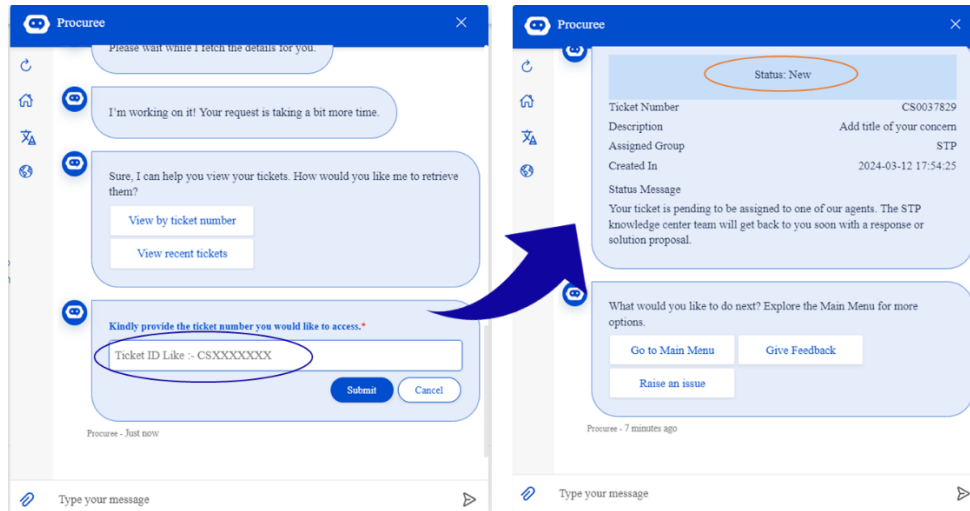 Procuree
Please wait while I fetch the details for you.
I'm working on it! Your request is taking a bit more time.
Sure, I can help you view your tickets. How would you like me to retrieve
them?
View by ticket number
View recent tickets
Kindly provide the ticket number you would like to access.*
Ticket ID Like :- CSXXXXXXX
Submit Cancel
Procuree - Just now
Type your message
Procuree
Status: New
Ticket Number CS0037829
Description Add title of your concern
Assigned Group STP
Created In 2024-03-12 17:54:25
Status Message
Your ticket is pending to be assigned to one of our agents. The STP
knowledge center team will get back to you soon with a response or
solution proposal.
What would you like to do next? Explore the Main Menu for more
options.
Go to Main Menu Give Feedback
Raise an issue
Procuree - 7 minutes ago
Type your message